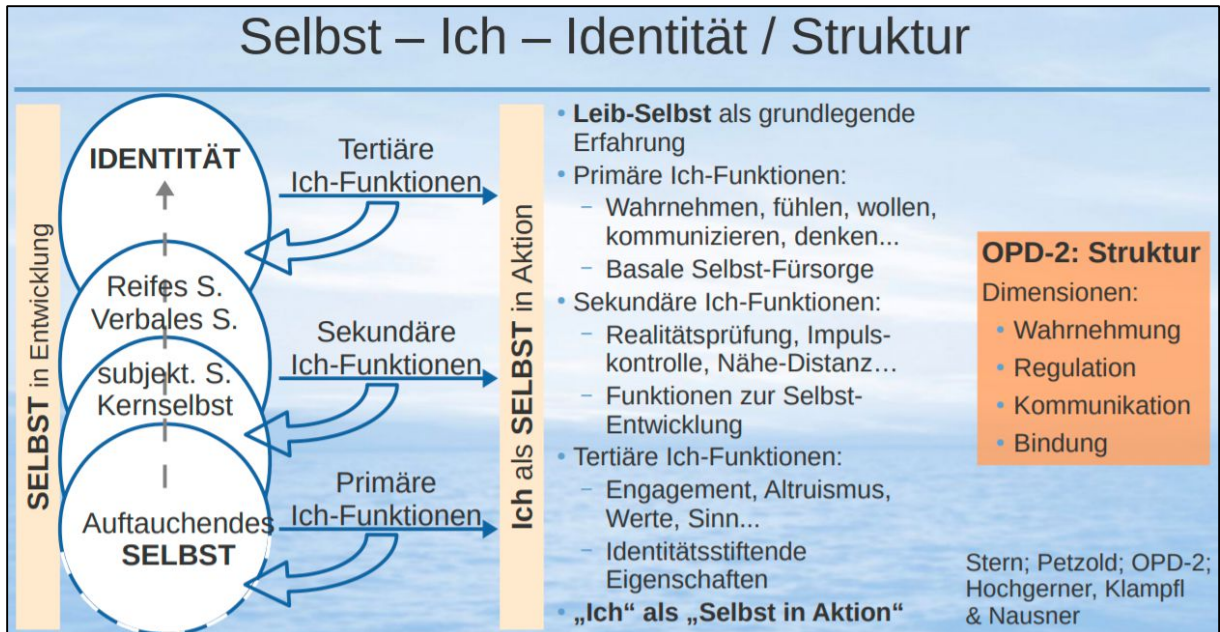 Selbst – Ich – Identität / Struktur
SELBST in Entwicklung
IDENTITÄT
Reifes S.
Verbales S.
subjekt. S.
Kernselbst
Auftauchendes
SELBST
Tertiäre
Ich-Funktionen
Sekundäre
Ich-Funktionen
Primäre
Ich-Funktionen
Ich als SELBST in Aktion
• Leib-Selbst als grundlegende
Erfahrung
• Primäre Ich-Funktionen:
– Wahrnehmen, fühlen, wollen,
kommunizieren, denken...
– Basale Selbst-Fürsorge
• Sekundäre Ich-Funktionen:
– Realitätsprüfung, Impuls-
kontrolle, Nähe-Distanz…
– Funktionen zur Selbst-
Entwicklung
• Tertiäre Ich-Funktionen:
– Engagement, Altruismus,
Werte, Sinn...
– Identitätsstiftende
Eigenschaften
• „Ich“ als „Selbst in Aktion“
OPD-2: Struktur
Dimensionen:
• Wahrnehmung
• Regulation
• Kommunikation
• Bindung
Stern; Petzold; OPD-2;
Hochgerner, Klampfl
& Nausner